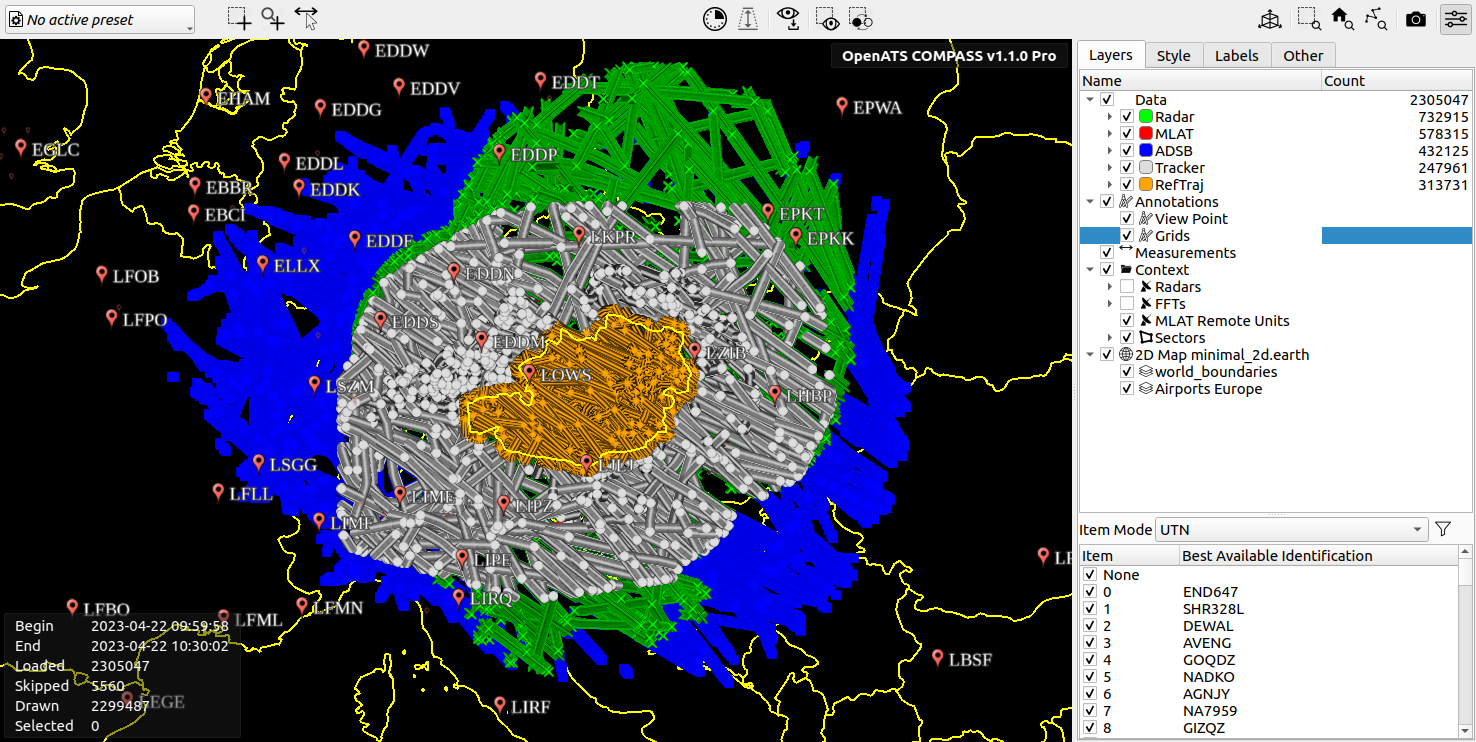 No active preset
OpenATS COMPASS v1.1.0 Pro
EDDW
EDDV
EDDT
EHAM
EDDG
EPWA
EGLC
EDDL
EDDP
EBBR
EDDK
EBCI
EPKT
EDDF
EKPR
EPKK
ELLX
LFOB
EDDN
LFPO
EDDS
EDDM
EZIB
LOWS
LSZM
LHBP
LSGG
LFLL
LIME
LIPZ
LIMF
LIPE
LIRQ
LFBO
LFMN
LFML
LBSF
LIRF
Begin 2023-04-22 09:59:58
End 2023-04-22 10:30:02
Loaded 2305047
Skipped 5560
Drawn 2299487
Selected 0
Layers Style Labels Other
Name Count
Data 2305047
Radar 732915
MLAT 578315
ADSB 432125
Tracker 247961
RefTraj 313731
Annotations
View Point
Grids
Measurements
Context
Radars
FFTs
MLAT Remote Units
Sectors
2D Map minimal_2d.earth
world_boundaries
Airports Europe
Item Mode UTN
Item Best Available Identification
None
0 END647
1 SHR328L
2 DEWAL
3 AVENG
4 GOQDZ
5 NADKO
6 AGNJY
7 NA7959
8 GIZQZ